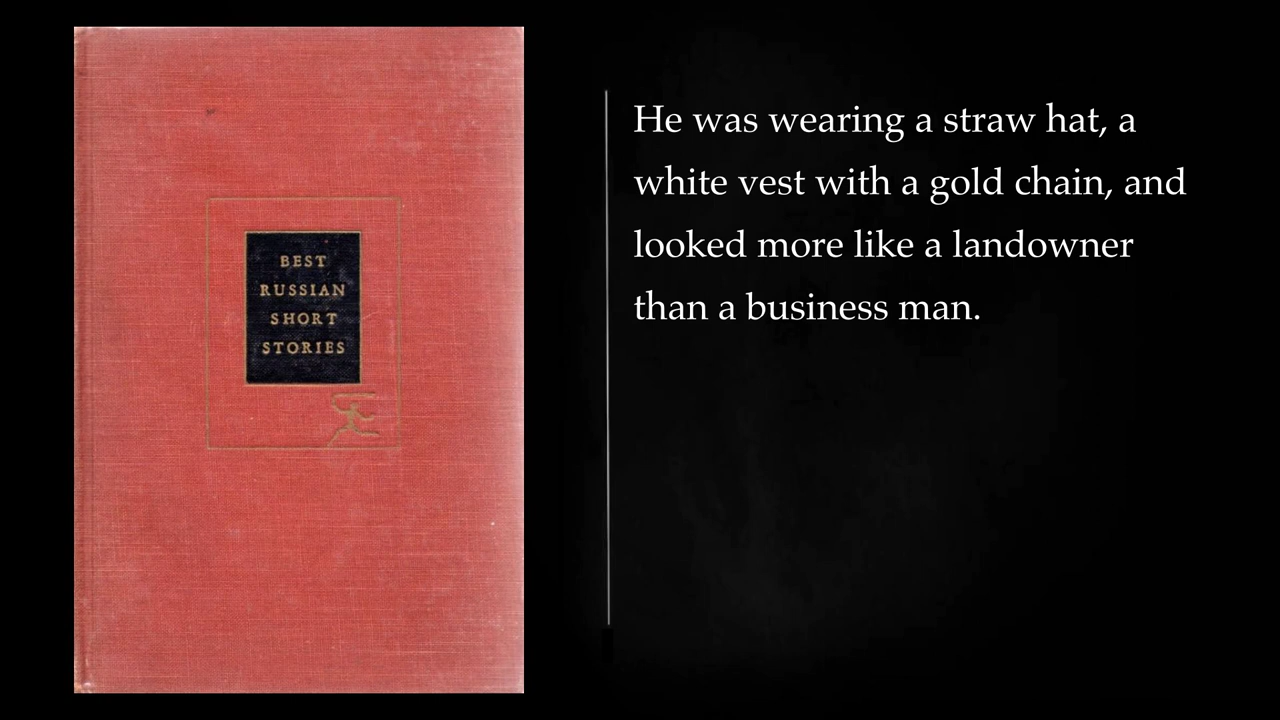 BEST
RUSSIAN
SHORT
STORIES
He was wearing a straw hat, a
white vest with a gold chain, and
looked more like a landowner
than a business man.